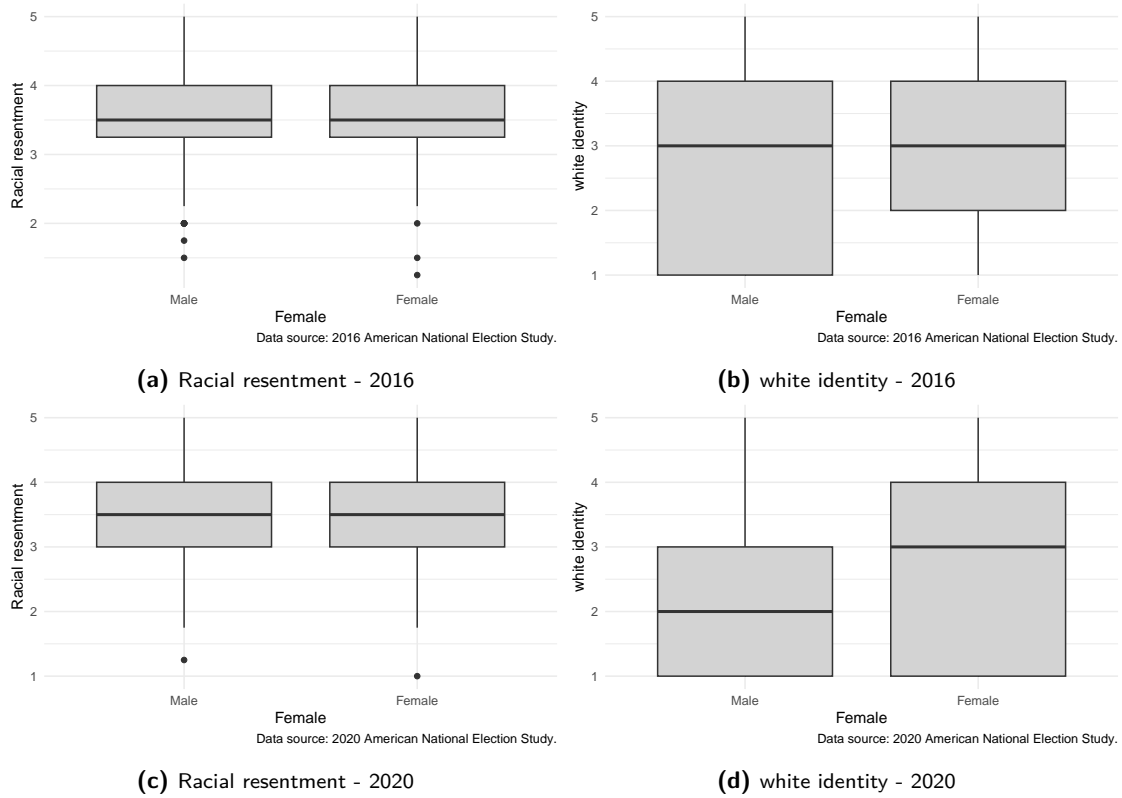 5
4
3
2
Racial resentment
Male
Female
Female
Data source: 2016 American National Election Study.
(a) Racial resentment - 2016
5
4
3
2
1
white identity
Male
Female
Female
Data source: 2016 American National Election Study.
(b) white identity - 2016
5
4
3
2
1
Racial resentment
Male
Female
Female
Data source: 2020 American National Election Study.
(c) Racial resentment - 2020
5
4
3
2
1
white identity
Male
Female
Female
Data source: 2020 American National Election Study.
(d) white identity - 2020